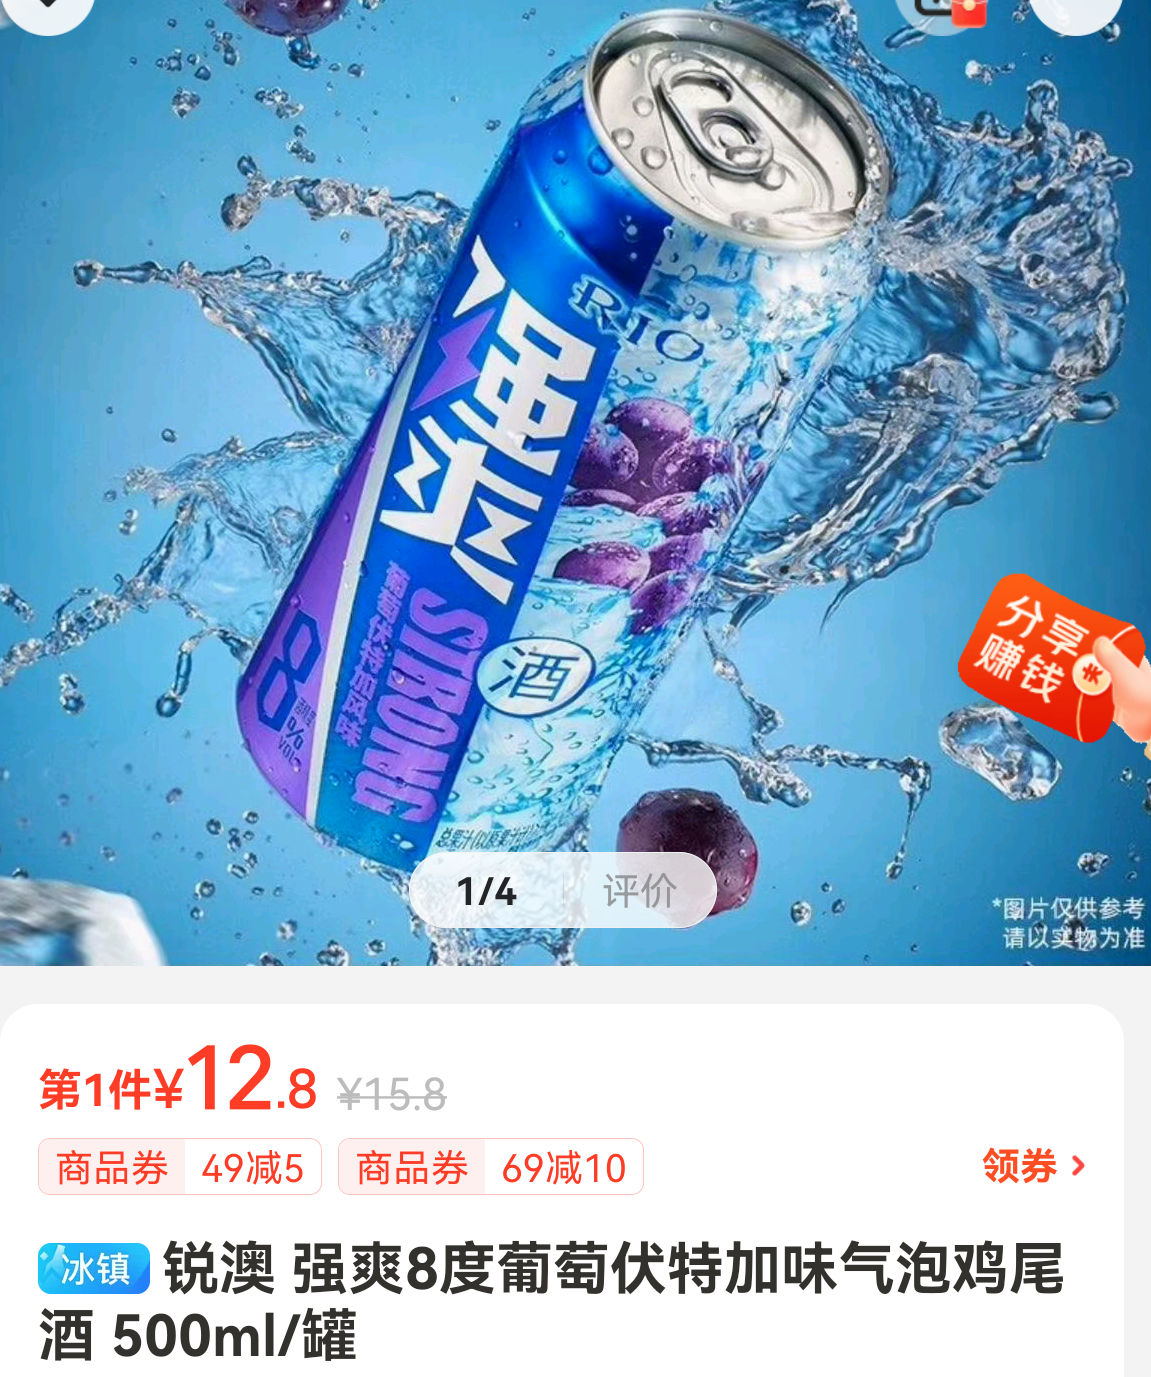 RIO
强爽
STRONG
葡萄伏特加风味
8
酒精度
%
VOL
酒
分享
赚钱
1/4
评价
*图片仅供参考
请以实物为准
第1件¥12.8 ¥15.8
商品券 49减5 商品券 69减10 领券
冰镇 锐澳 强爽8度葡萄伏特加味气泡鸡尾
酒 500ml/罐